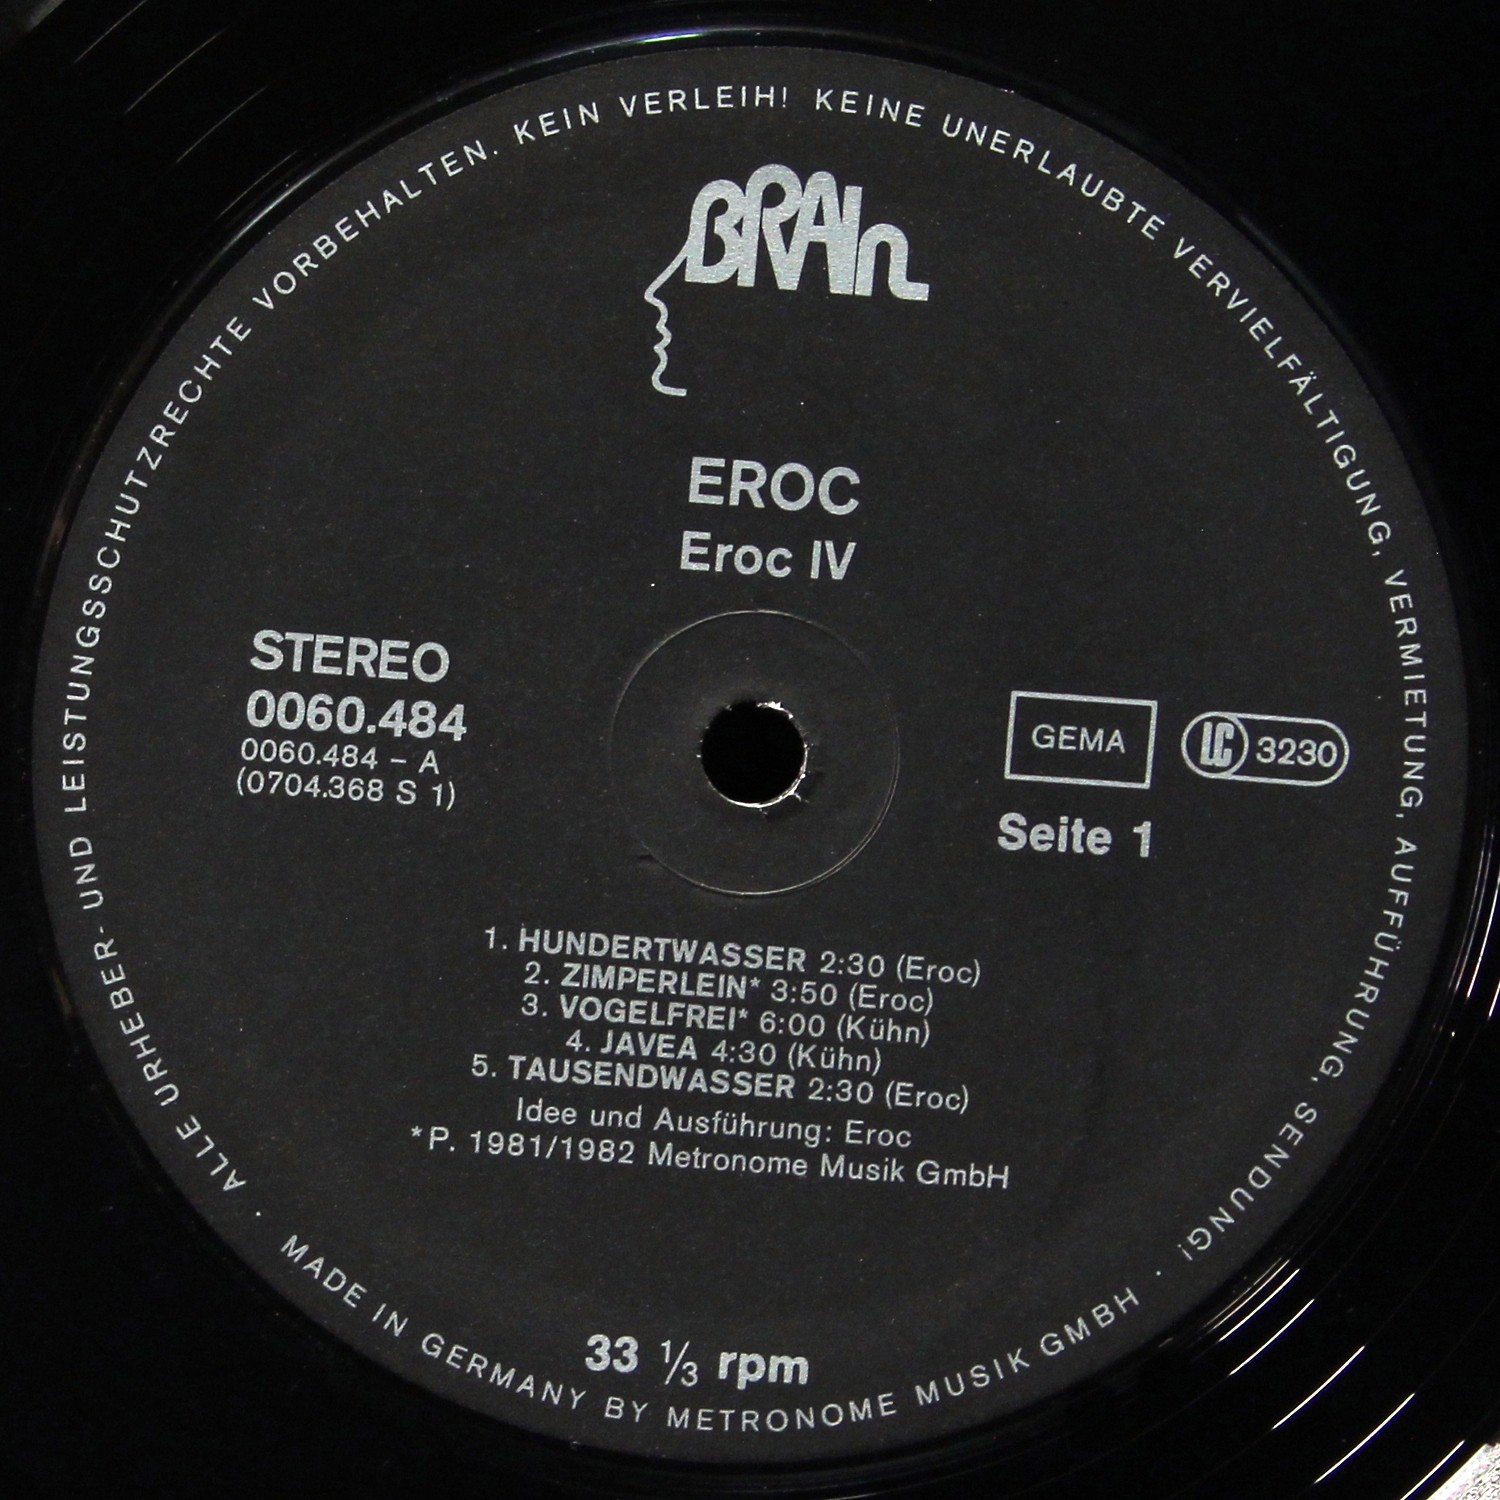 ALLE URHEBER- UND LEISTUNGSSCHUTZRECHTE VORBEHALTEN. KEIN VERLEIH! KEINE UNERLAUBTE VERVIELFÄLTIGUNG, VERMIETUNG, AUFFÜHRUNG, SENDUNG!
BRAIn
EROC
Eroc IV
STEREO
0060.484
0060.484 – A
(0704.368 S 1)
GEMA
LC 3230
Seite 1
1. HUNDERTWASSER 2:30 (Eroc)
2. ZIMPERLEIN* 3:50 (Eroc)
3. VOGELFREI* 6:00 (Kühn)
4. JAVEA 4:30 (Kühn)
5. TAUSENDWASSER 2:30 (Eroc)
Idee und Ausführung: Eroc
*P. 1981/1982 Metronome Musik GmbH
33 ⅓ rpm
· MADE IN GERMANY BY METRONOME MUSIK GMBH ·